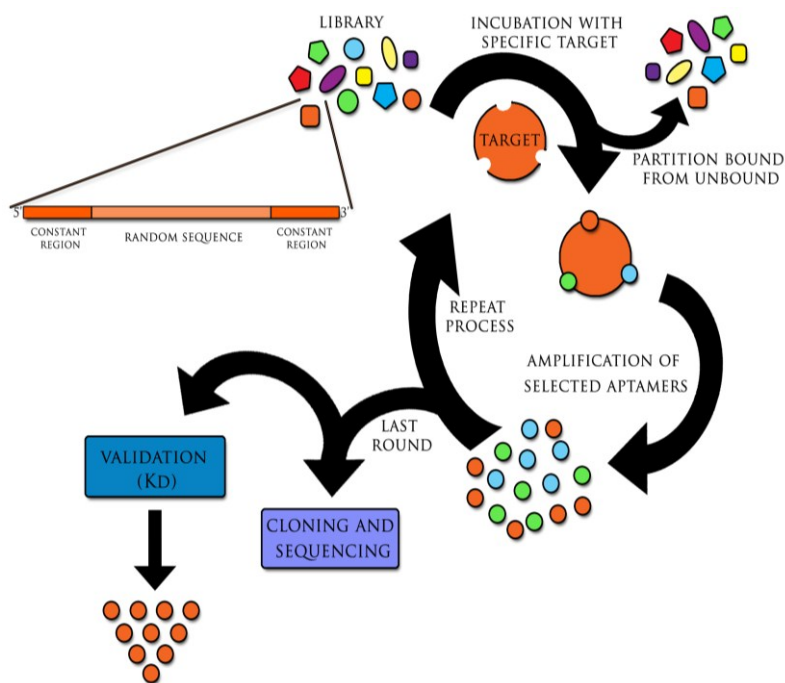 LIBRARY
INCUBATION WITH
SPECIFIC TARGET
TARGET
PARTITION BOUND
FROM UNBOUND
5'
3'
CONSTANT
REGION
RANDOM SEQUENCE
CONSTANT
REGION
REPEAT
PROCESS
AMPLIFICATION OF
SELECTED APTAMERS
LAST
ROUND
VALIDATION
(KD)
CLONING AND
SEQUENCING